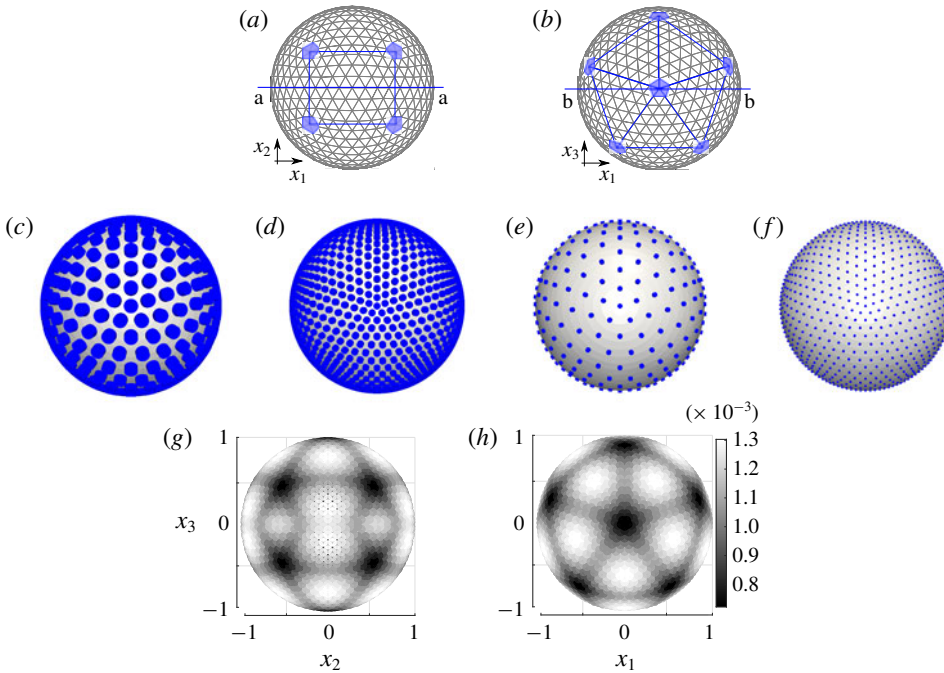 (a)
(b)
a a
b b
x2
x1
x3
x1
(c)
(d)
(e)
(f)
(× 10−3)
(g)
(h)
1
0
−1
x3
−1 0 1
x2
1
0
−1
−1 0 1
x1
1.3
1.2
1.1
1.0
0.9
0.8